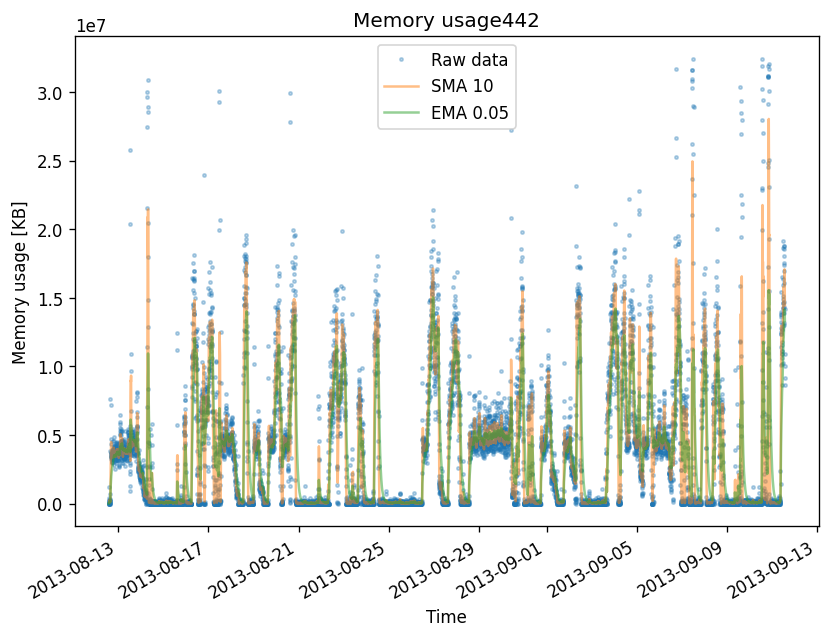 Memory usage442
1e7
Raw data
SMA 10
EMA 0.05
3.0
2.5
2.0
1.5
1.0
0.5
0.0
Memory usage [KB]
2013-08-13
2013-08-17
2013-08-21
2013-08-25
2013-08-29
2013-09-01
2013-09-05
2013-09-09
2013-09-13
Time